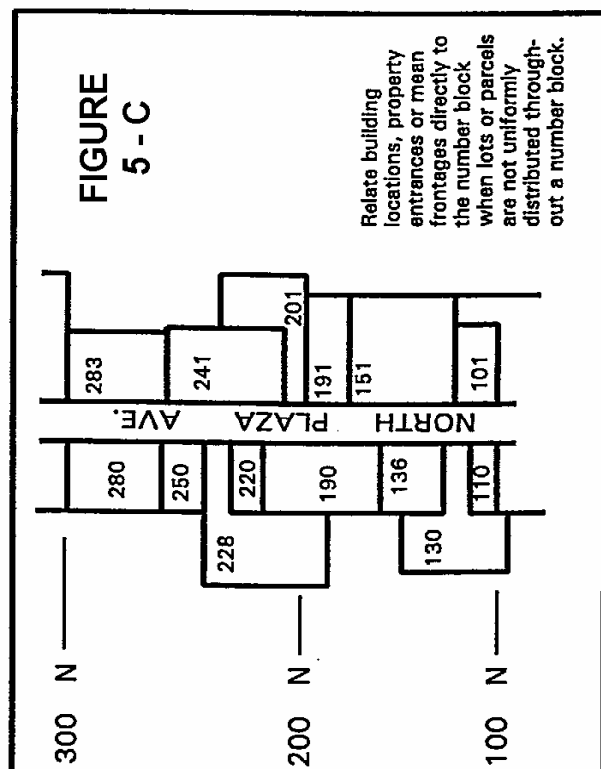 FIGURE
5 - C
Relate building
locations, property
entrances or mean
frontages directly to
the number block
when lots or parcels
are not uniformly
distributed through-
out a number block.
300 N
200 N
100 N
280
250
228
220
190
136
130
110
NORTH PLAZA AVE.
283
241
201
191
151
101